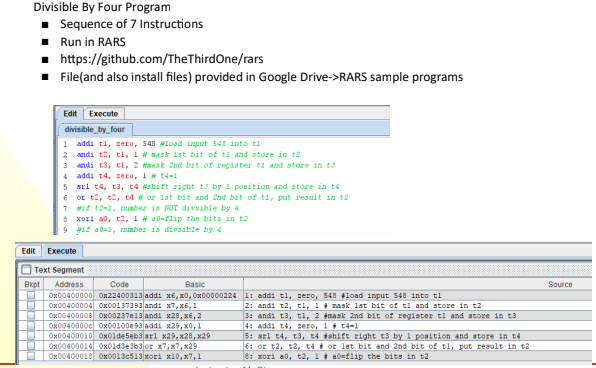 Divisible By Four Program
■ Sequence of 7 Instructions
■ Run in RARS
■ https://github.com/TheThirdOne/rars
■ File(and also install files) provided in Google Drive->RARS sample programs
Edit Execute
divisible_by_four
1 addi t1, zero, 548 #load input 548 into t1
2 andi t2, t1, 1 # mask 1st bit of t1 and store in t2
3 andi t3, t1, 2 #mask 2nd bit of register t1 and store in t3
4 addi t4, zero, 1 # t4=1
5 srl t4, t3, t4 #shift right t3 by 1 position and store in t4
6 or t2, t2, t4 # or 1st bit and 2nd bit of t1, put result in t2
7 #if t2=1, number is NOT divsible by 4
8 xori a0, t2, 1 # a0=flip the bits in t2
9 #if a0=1, number is divsible by 4
Edit Execute
Text Segment
Bkpt Address Code Basic Source
0x00400000 0x22400313 addi x6,x0,0x00000224 1: addi t1, zero, 548 #load input 548 into t1
0x00400004 0x00137393 andi x7,x6,1 2: andi t2, t1, 1 # mask 1st bit of t1 and store in t2
0x00400008 0x00237e13 andi x28,x6,2 3: andi t3, t1, 2 #mask 2nd bit of register t1 and store in t3
0x0040000c 0x00100e93 addi x29,x0,1 4: addi t4, zero, 1 # t4=1
0x00400010 0x01de5eb3 srl x29,x28,x29 5: srl t4, t3, t4 #shift right t3 by 1 position and store in t4
0x00400014 0x01d3e3b3 or x7,x7,x29 6: or t2, t2, t4 # or 1st bit and 2nd bit of t1, put result in t2
0x00400018 0x0013c513 xori x10,x7,1 8: xori a0, t2, 1 # a0=flip the bits in t2